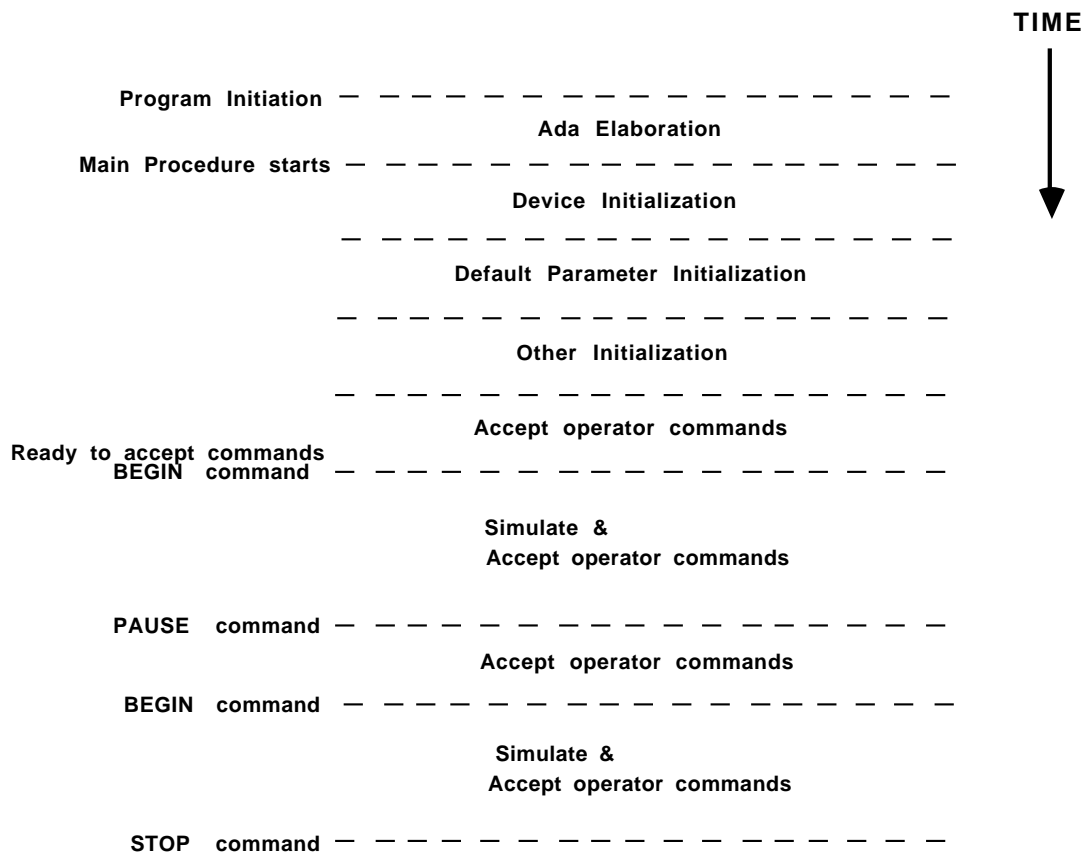 TIME
Program Initiation
Ada Elaboration
Main Procedure starts
Device Initialization
Default Parameter Initialization
Other Initialization
Accept operator commands
Ready to accept commands
BEGIN command
Simulate &
Accept operator commands
PAUSE command
Accept operator commands
BEGIN command
Simulate &
Accept operator commands
STOP command